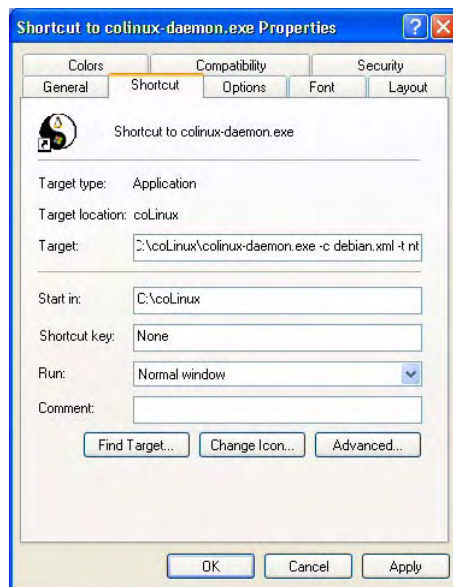 Shortcut to colinux-daemon.exe Properties
Colors Compatibility Security
General Shortcut Options Font Layout
Shortcut to colinux-daemon.exe
Target type: Application
Target location: coLinux
Target: C:\coLinux\colinux-daemon.exe -c debian.xml -t nt
Start in: C:\coLinux
Shortcut key: None
Run: Normal window
Comment:
Find Target... Change Icon... Advanced...
OK Cancel Apply